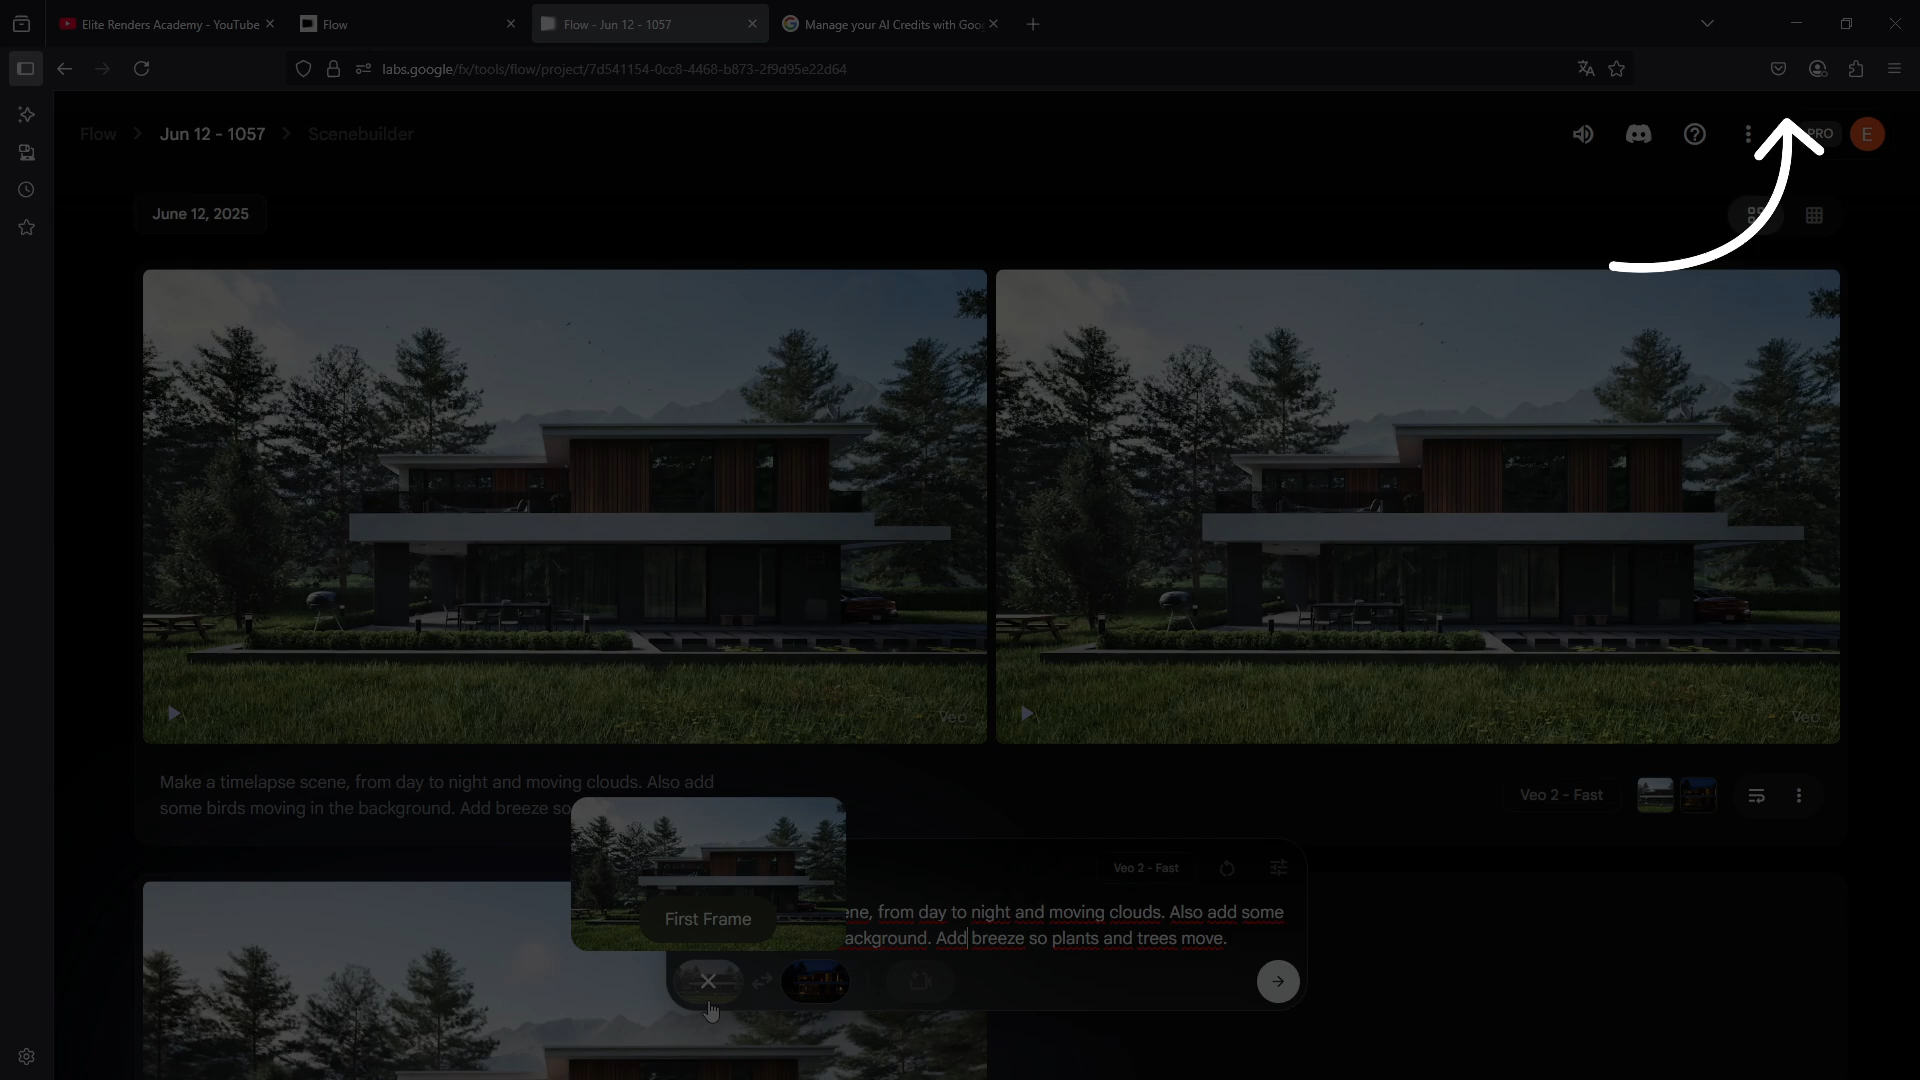 Elite Renders Academy - YouTube
Flow
Flow - Jun 12 - 1057
Manage your AI Credits with Goo
labs.google/fx/tools/flow/project/7d541154-0cc8-4468-b873-2f9d95e22d64
Flow
Jun 12 - 1057
Scenebuilder
PRO
E
June 12, 2025
Veo
Veo
Make a timelapse scene, from day to night and moving clouds. Also add
some birds moving in the background. Add breeze so
Veo 2 - Fast
Veo 2 - Fast
ene, from day to night and moving clouds. Also add some
ackground. Add breeze so plants and trees move.
First Frame